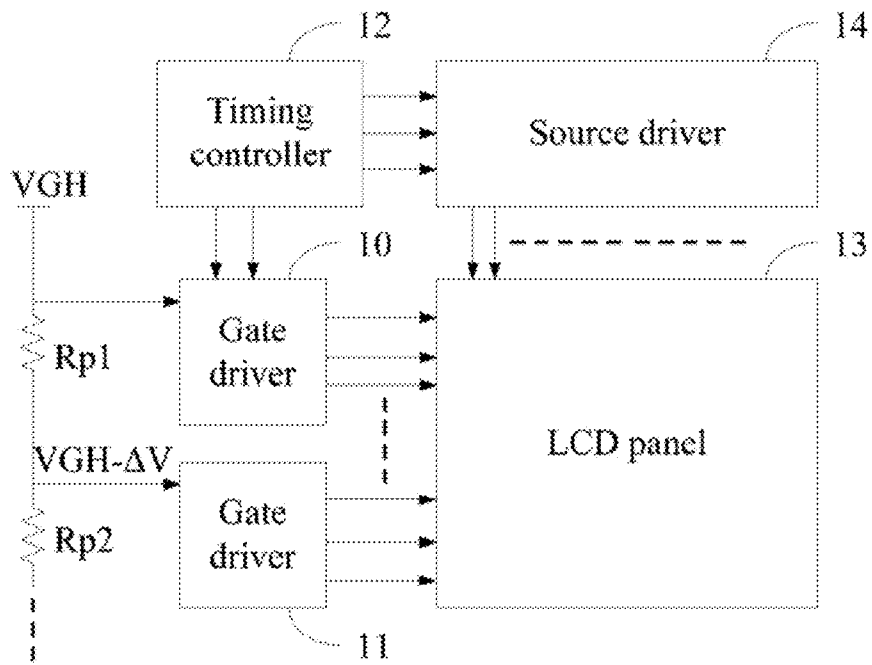 12
14
Timing
controller
Source driver
VGH
10
13
Gate
driver
Rp1
LCD panel
VGH-ΔV
Gate
driver
Rp2
11